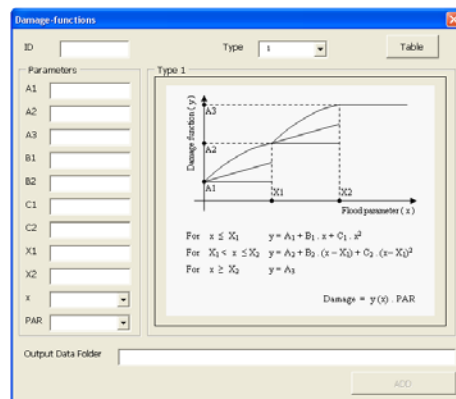 Damage-functions
ID
Type 1
Table
Parameters
A1
A2
A3
B1
B2
C1
C2
X1
X2
x
PAR
Type 1
Damage function ( y )
A3
A2
A1
X1
X2
Flood parameter ( x )
For x ≤ X₁ y = A₁ + B₁ . x + C₁ . x²
For X₁ < x ≤ X₂ y = A₂ + B₂ . (x – X₁) + C₂ . (x– X₁)²
For x ≥ X₂ y = A₃
Damage = y(x) . PAR
Output Data Folder
ADD